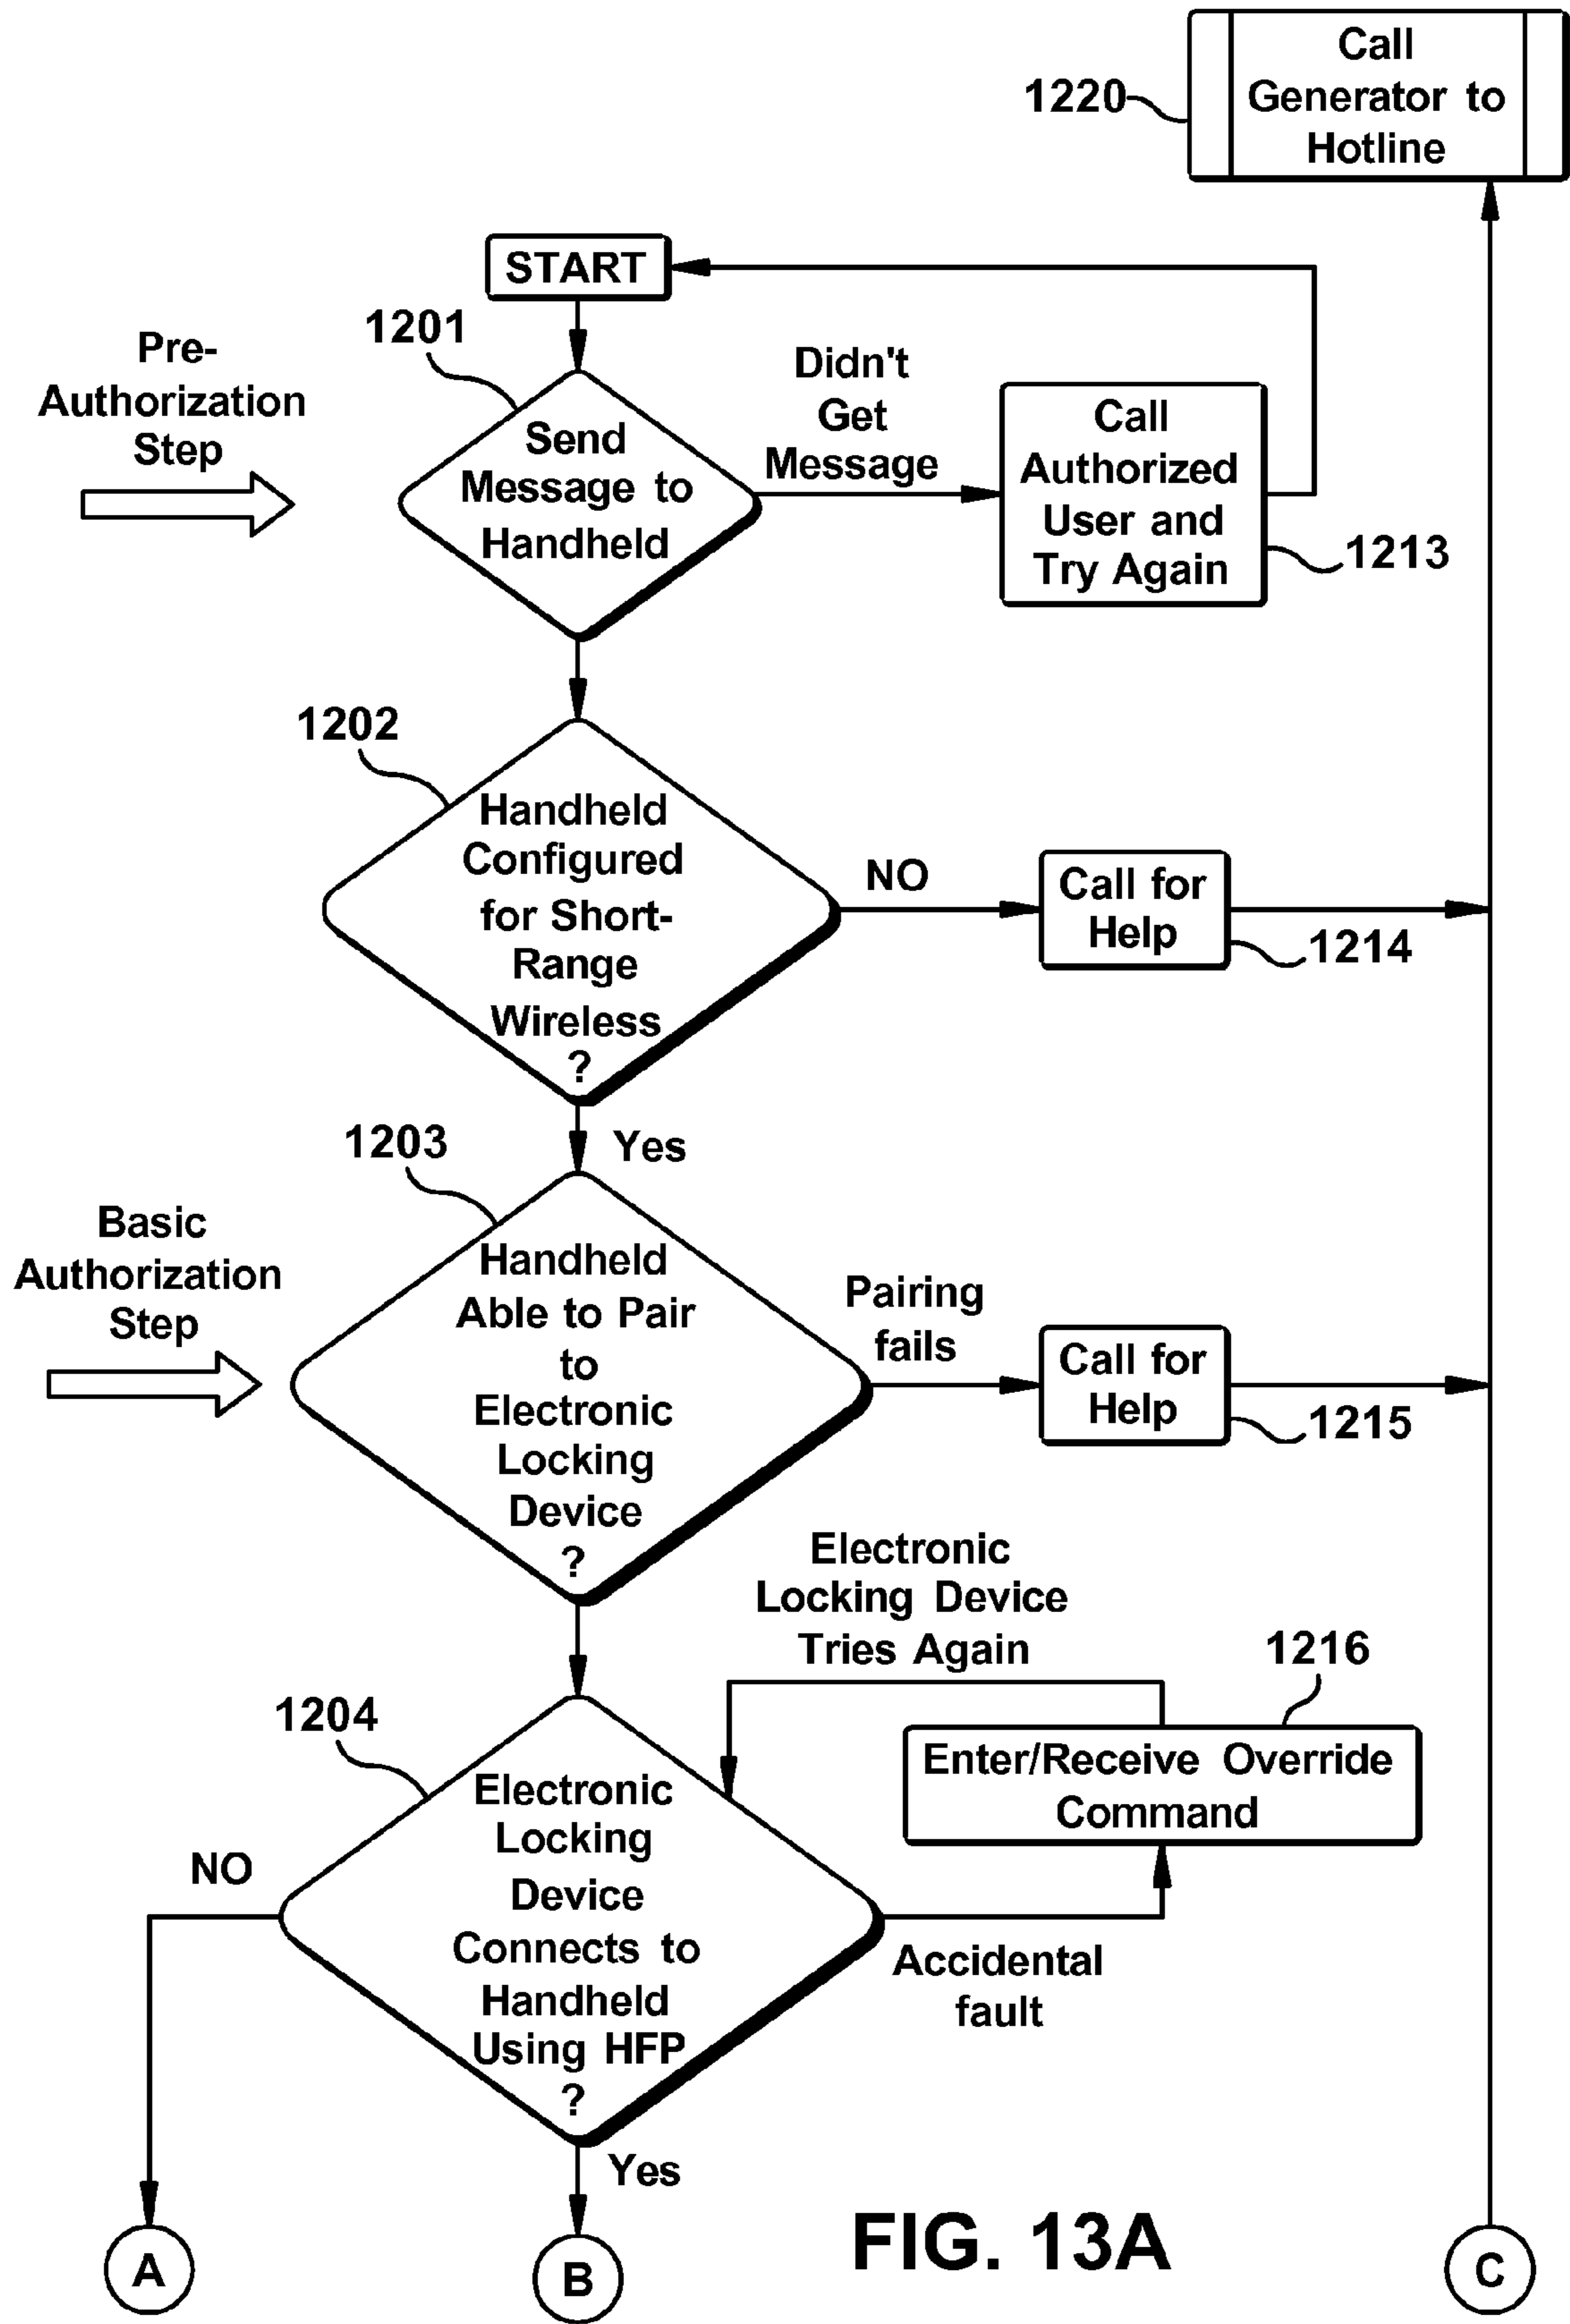 Call
Generator to
Hotline
1220
START
1201
Pre-
Authorization
Step
Send
Message to
Handheld
Didn't
Get
Message
Call
Authorized
User and
Try Again
1213
1202
Handheld
Configured
for Short-
Range
Wireless
?
NO
Call for
Help
1214
Yes
1203
Basic
Authorization
Step
Handheld
Able to Pair
to
Electronic
Locking
Device
?
Pairing
fails
Call for
Help
1215
Electronic
Locking Device
Tries Again
1216
Enter/Receive Override
Command
1204
Electronic
Locking
Device
Connects to
Handheld
Using HFP
?
NO
Accidental
fault
Yes
A
B
FIG. 13A
C